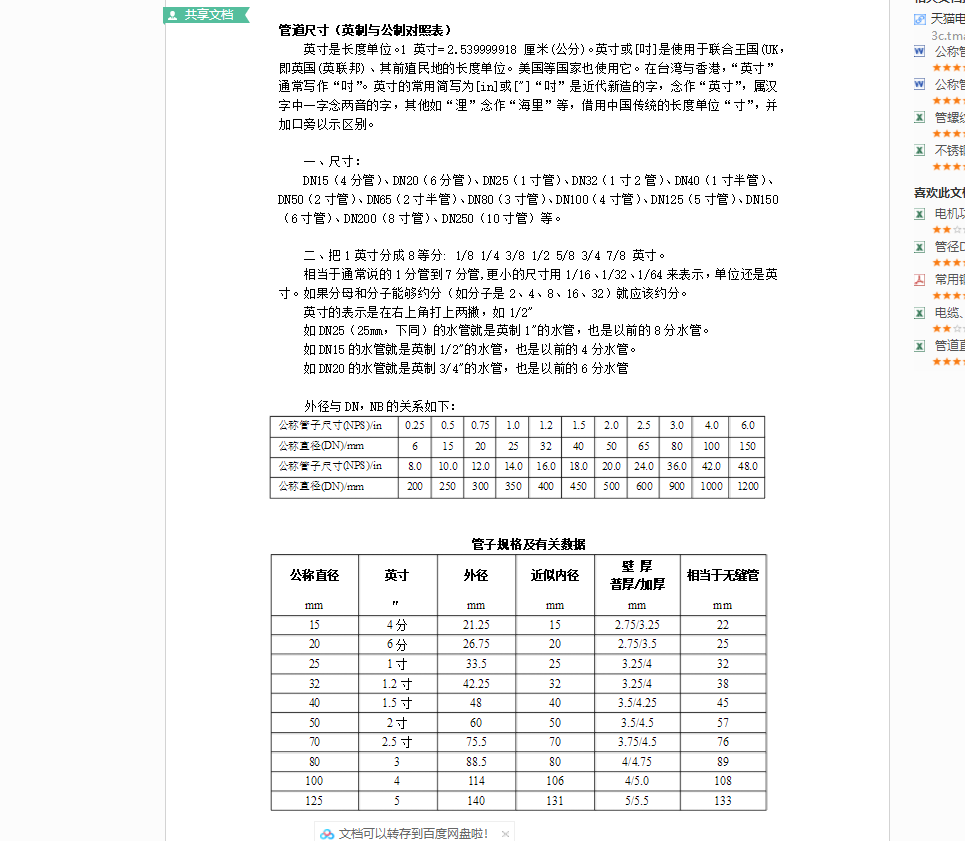 共享文档
管道尺寸（英制与公制对照表）
英寸是长度单位。1 英寸=2.539999918 厘米(公分)。英寸或[吋]是使用于联合王国(UK，
即英国(英联邦)、其前殖民地的长度单位。美国等国家也使用它。在台湾与香港，“英寸”
通常写作“吋”。英寸的常用简写为[in]或[″]“吋”是近代新造的字，念作“英寸”，属汉
字中一字念两音的字，其他如“浬”念作“海里”等，借用中国传统的长度单位“寸”，并
加口旁以示区别。
一、尺寸：
DN15（4 分管）、DN20（6 分管）、DN25（1 寸管）、DN32（1 寸 2 管）、DN40（1 寸半管）、
DN50（2 寸管）、DN65（2 寸半管）、DN80（3 寸管）、DN100（4 寸管）、DN125（5 寸管）、DN150
（6 寸管）、DN200（8 寸管）、DN250（10 寸管）等。
二、把 1 英寸分成 8 等分： 1/8 1/4 3/8 1/2 5/8 3/4 7/8 英寸。
相当于通常说的 1 分管到 7 分管,更小的尺寸用 1/16、1/32、1/64 来表示，单位还是英
寸。如果分母和分子能够约分（如分子是 2、4、8、16、32）就应该约分。
英寸的表示是在右上角打上两撇，如 1/2″
如 DN25（25mm，下同）的水管就是英制 1″的水管，也是以前的 8 分水管。
如 DN15 的水管就是英制 1/2″的水管，也是以前的 4 分水管。
如 DN20 的水管就是英制 3/4″的水管，也是以前的 6 分水管
外径与 DN，NB 的关系如下：
公称管子尺寸(NPS)/in 0.25 0.5 0.75 1.0 1.2 1.5 2.0 2.5 3.0 4.0 6.0
公称直径(DN)/mm 6 15 20 25 32 40 50 65 80 100 150
公称管子尺寸(NPS)/in 8.0 10.0 12.0 14.0 16.0 18.0 20.0 24.0 36.0 42.0 48.0
公称直径(DN)/mm 200 250 300 350 400 450 500 600 900 1000 1200
管子规格及有关数据
公称直径 英寸 外径 近似内径 壁 厚 相当于无缝管
普厚/加厚
mm ″ mm mm mm mm
15 4 分 21.25 15 2.75/3.25 22
20 6 分 26.75 20 2.75/3.5 25
25 1 寸 33.5 25 3.25/4 32
32 1.2 寸 42.25 32 3.25/4 38
40 1.5 寸 48 40 3.5/4.25 45
50 2 寸 60 50 3.5/4.5 57
70 2.5 寸 75.5 70 3.75/4.5 76
80 3 88.5 80 4/4.75 89
100 4 114 106 4/5.0 108
125 5 140 131 5/5.5 133
文档可以转存到百度网盘啦!
天猫电
3c.tma
公称管
公称管
管螺纹
不锈钢
喜欢此文档
电机功
管径
常用钢
电缆、
管道直